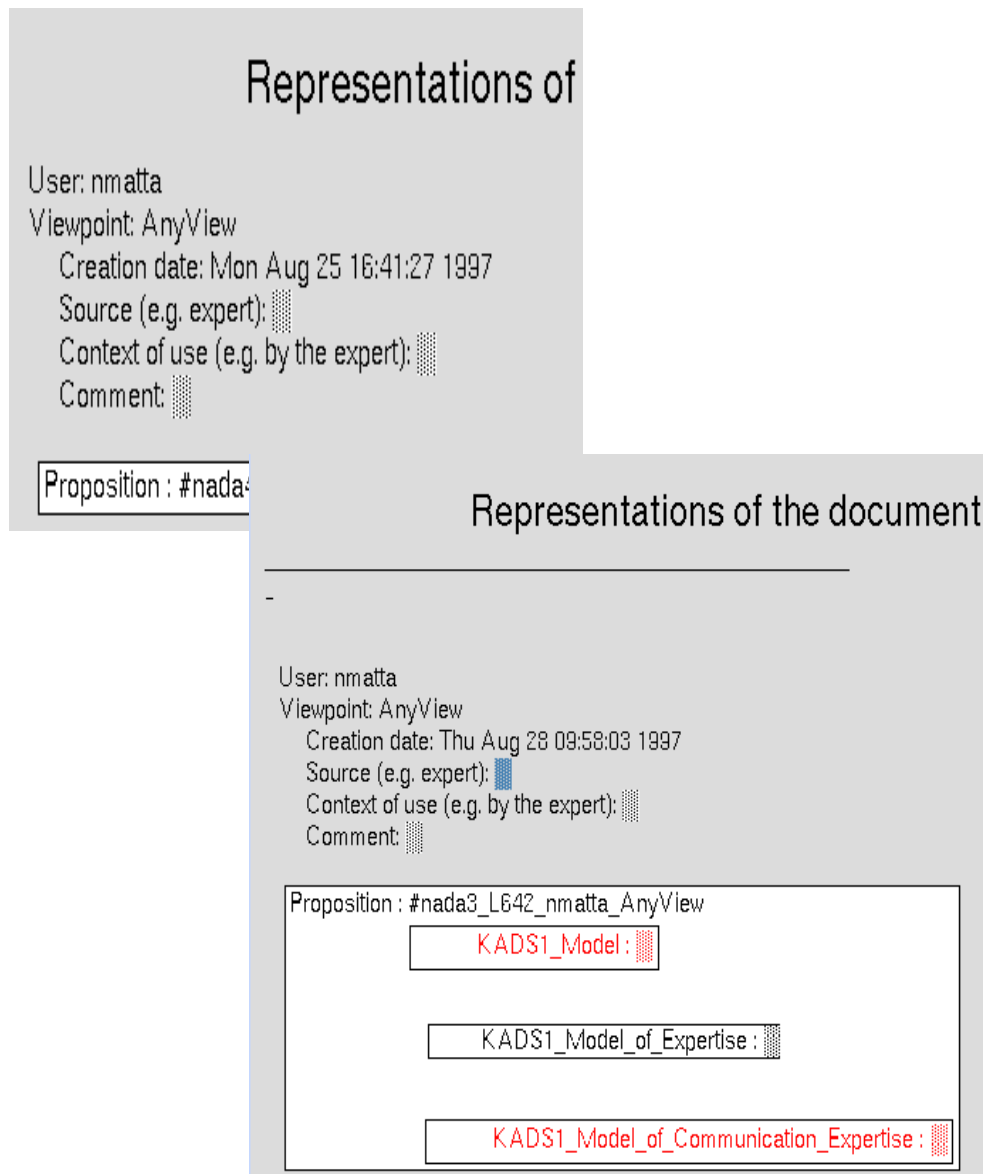 Representations of
User: nmatta
Viewpoint: AnyView
Creation date: Mon Aug 25 16:41:27 1997
Source (e.g. expert):
Context of use (e.g. by the expert):
Comment:
Proposition : #nada
Representations of the document
-
User: nmatta
Viewpoint: AnyView
Creation date: Thu Aug 28 09:58:03 1997
Source (e.g. expert):
Context of use (e.g. by the expert):
Comment:
Proposition : #nada3_L642_nmatta_AnyView
KADS1_Model :
KADS1_Model_of_Expertise :
KADS1_Model_of_Communication_Expertise :